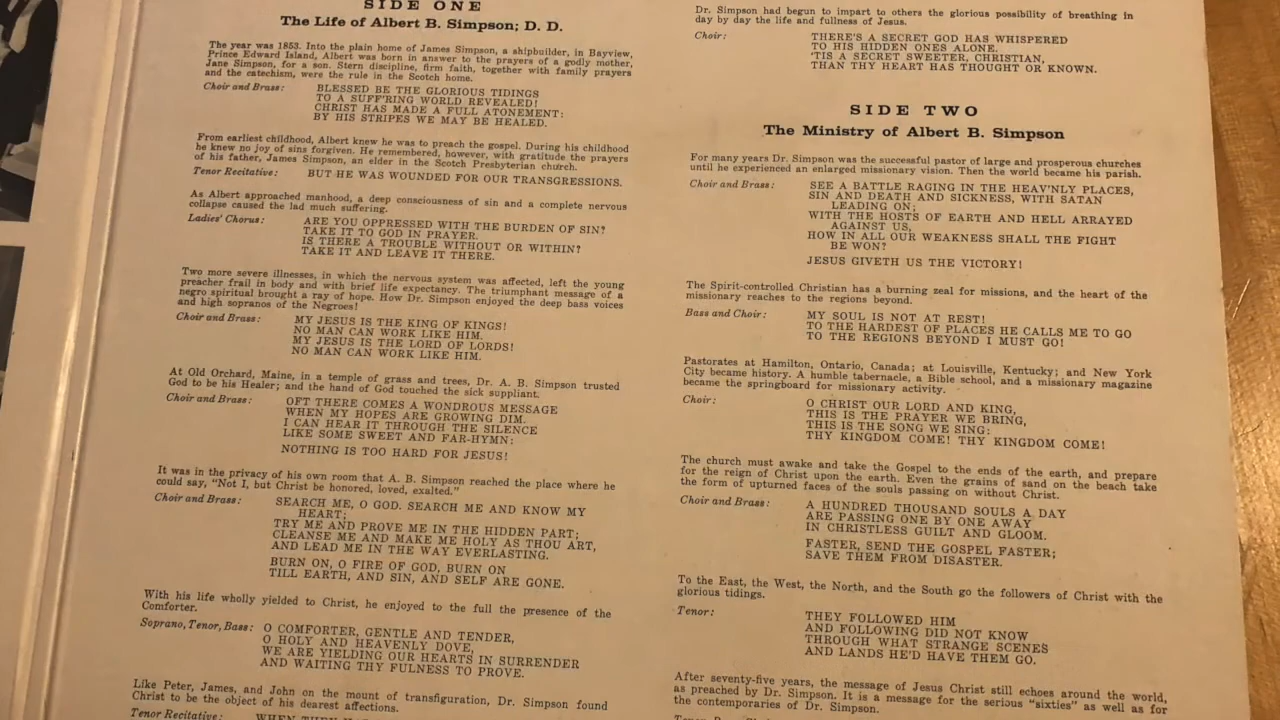 SIDE ONE
The Life of Albert B. Simpson; D. D.
The year was 1853. Into the plain home of James Simpson, a shipbuilder, in Bayview,
Prince Edward Island, Albert was born in answer to the prayers of a godly mother,
Jane Simpson, for a son. Stern discipline, firm faith, together with family prayers
and the catechism, were the rule in the Scotch home.
Choir and Brass: BLESSED BE THE GLORIOUS TIDINGS
TO A SUFF'RING WORLD REVEALED!
CHRIST HAS MADE A FULL ATONEMENT:
BY HIS STRIPES WE MAY BE HEALED.
From earliest childhood, Albert knew he was to preach the gospel. During his childhood
he knew no joy of sins forgiven. He remembered, however, with gratitude the prayers
of his father, James Simpson, an elder in the Scotch Presbyterian church.
Tenor Recitative: BUT HE WAS WOUNDED FOR OUR TRANSGRESSIONS.
As Albert approached manhood, a deep consciousness of sin and a complete nervous
collapse caused the lad much suffering.
Ladies' Chorus: ARE YOU OPPRESSED WITH THE BURDEN OF SIN?
TAKE IT TO GOD IN PRAYER.
IS THERE A TROUBLE WITHOUT OR WITHIN?
TAKE IT AND LEAVE IT THERE.
Two more severe illnesses, in which the nervous system was affected, left the young
preacher frail in body and with brief life expectancy. The triumphant message of a
negro spiritual brought a ray of hope. How Dr. Simpson enjoyed the deep bass voices
and high sopranos of the Negroes!
Choir and Brass: MY JESUS IS THE KING OF KINGS!
NO MAN CAN WORK LIKE HIM.
MY JESUS IS THE LORD OF LORDS!
NO MAN CAN WORK LIKE HIM.
At Old Orchard, Maine, in a temple of grass and trees, Dr. A. B. Simpson trusted
God to be his Healer; and the hand of God touched the sick suppliant.
Choir and Brass: OFT THERE COMES A WONDROUS MESSAGE
WHEN MY HOPES ARE GROWING DIM.
I CAN HEAR IT THROUGH THE SILENCE
LIKE SOME SWEET AND FAR-HYMN:
NOTHING IS TOO HARD FOR JESUS!
It was in the privacy of his own room that A. B. Simpson reached the place where he
could say, "Not I, but Christ be honored, loved, exalted."
Choir and Brass: SEARCH ME, O GOD. SEARCH ME AND KNOW MY
HEART;
TRY ME AND PROVE ME IN THE HIDDEN PART;
CLEANSE ME AND MAKE ME HOLY AS THOU ART,
AND LEAD ME IN THE WAY EVERLASTING.
BURN ON, O FIRE OF GOD, BURN ON
TILL EARTH, AND SIN, AND SELF ARE GONE.
With his life wholly yielded to Christ, he enjoyed to the full the presence of the
Comforter.
Soprano, Tenor, Bass: O COMFORTER, GENTLE AND TENDER,
O HOLY AND HEAVENLY DOVE,
WE ARE YIELDING OUR HEARTS IN SURRENDER
AND WAITING THY FULNESS TO PROVE.
Like Peter, James, and John on the mount of transfiguration, Dr. Simpson found
Christ to be the object of his dearest affections.
Tenor Recitative: WHEN
Dr. Simpson had begun to impart to others the glorious possibility of breathing in
day by day the life and fullness of Jesus.
Choir: THERE'S A SECRET GOD HAS WHISPERED
TO HIS HIDDEN ONES ALONE.
'TIS A SECRET SWEETER, CHRISTIAN,
THAN THY HEART HAS THOUGHT OR KNOWN.
SIDE TWO
The Ministry of Albert B. Simpson
For many years Dr. Simpson was the successful pastor of large and prosperous churches
until he experienced an enlarged missionary vision. Then the world became his parish.
Choir and Brass: SEE A BATTLE RAGING IN THE HEAV'NLY PLACES,
SIN AND DEATH AND SICKNESS, WITH SATAN
LEADING ON;
WITH THE HOSTS OF EARTH AND HELL ARRAYED
AGAINST US,
HOW IN ALL OUR WEAKNESS SHALL THE FIGHT
BE WON?
JESUS GIVETH US THE VICTORY!
The Spirit-controlled Christian has a burning zeal for missions, and the heart of the
missionary reaches to the regions beyond.
Bass and Choir: MY SOUL IS NOT AT REST!
TO THE HARDEST OF PLACES HE CALLS ME TO GO
TO THE REGIONS BEYOND I MUST GO!
Pastorates at Hamilton, Ontario, Canada; at Louisville, Kentucky; and New York
City became history. A humble tabernacle, a Bible school, and a missionary magazine
became the springboard for missionary activity.
Choir: O CHRIST OUR LORD AND KING,
THIS IS THE PRAYER WE BRING,
THIS IS THE SONG WE SING:
THY KINGDOM COME! THY KINGDOM COME!
The church must awake and take the Gospel to the ends of the earth, and prepare
for the reign of Christ upon the earth. Even the grains of sand on the beach take
the form of upturned faces of the souls passing on without Christ.
Choir and Brass: A HUNDRED THOUSAND SOULS A DAY
ARE PASSING ONE BY ONE AWAY
IN CHRISTLESS GUILT AND GLOOM.
FASTER, SEND THE GOSPEL FASTER;
SAVE THEM FROM DISASTER.
To the East, the West, the North, and the South go the followers of Christ with the
glorious tidings.
Tenor: THEY FOLLOWED HIM
AND FOLLOWING DID NOT KNOW
THROUGH WHAT STRANGE SCENES
AND LANDS HE'D HAVE THEM GO.
After seventy-five years, the message of Jesus Christ still echoes around the world,
as preached by Dr. Simpson. It is a message for the serious "sixties" as well as for
the contemporaries of Dr. Simpson.